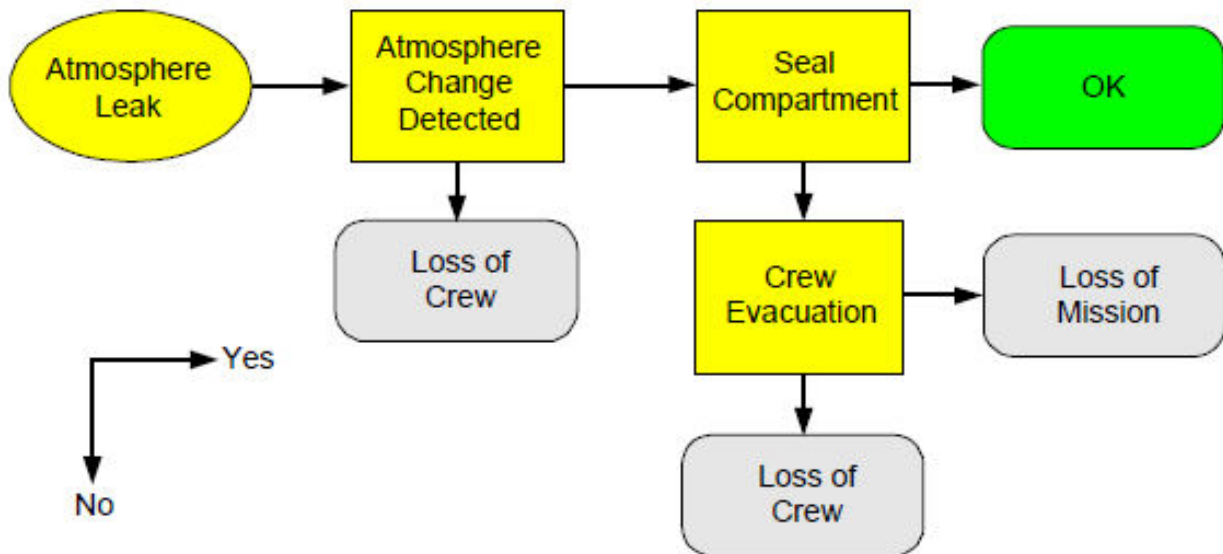 Atmosphere
Leak
Atmosphere
Change
Detected
Seal
Compartment
OK
Loss of
Crew
Crew
Evacuation
Loss of
Mission
Yes
No
Loss of
Crew